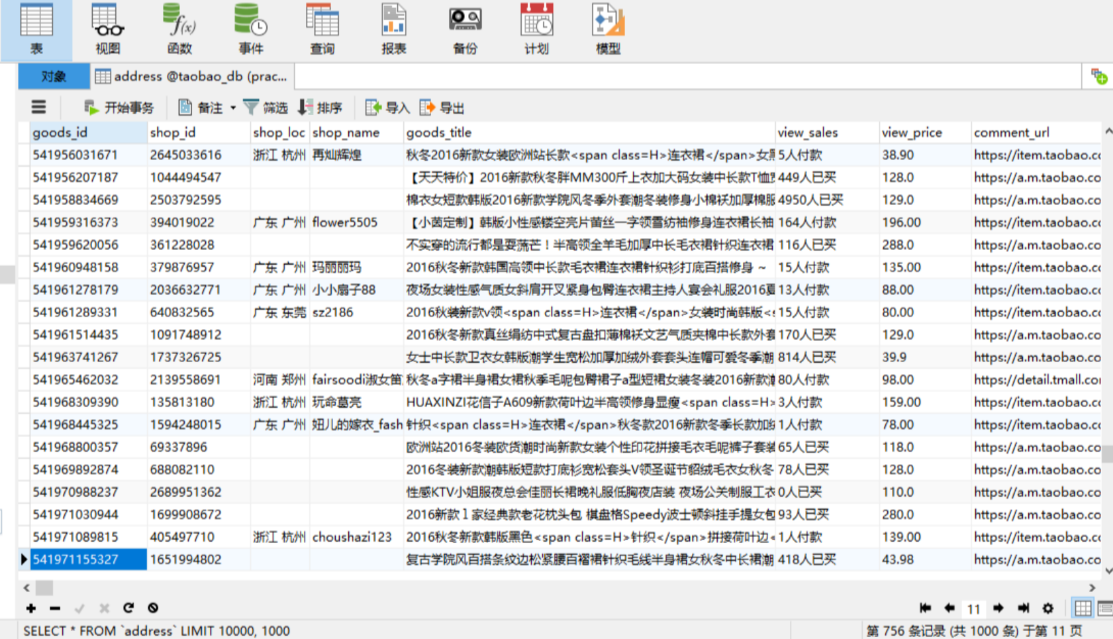 表 视图 函数 事件 查询 报表 备份 计划 模型
对象 address @taobao_db (prac...
开始事务 备注 筛选 排序 导入 导出
goods_id shop_id shop_loc shop_name goods_title view_sales view_price comment_url
541956031671 2645033616 浙江 杭州 再灿辉煌 秋冬2016新款女装欧洲站长款<span class=H>连衣裙</span>女 5人付款 38.90 https://item.taobao.co
541956207187 1044494547 【天天特价】2016新款秋冬胖MM300斤上衣加大码女装中长款T恤 449人已买 128.0 https://a.m.taobao.co
541958834669 2503792595 棉衣女短款韩版2016新款学院风冬季外套潮冬装修身小棉袄加厚棉服 4950人已买 129.0 https://a.m.taobao.co
541959316373 394019022 广东 广州 flower5505 【小茵定制】韩版小性感镂空亮片蕾丝一字领雪纺袖修身连衣裙长袖 164人付款 196.00 https://item.taobao.co
541959620056 361228028 不实穿的流行都是耍荡芒！半高领全羊毛加厚中长毛衣裙针织连衣裙 116人已买 288.0 https://a.m.taobao.co
541960948158 379876957 广东 广州 玛丽丽玛 2016秋冬新款韩国高领中长款毛衣裙连衣裙针织衫打底百搭修身 ~ 15人付款 135.00 https://item.taobao.co
541961278179 2036632771 广东 广州 小小扇子88 夜场女装性感气质女斜肩开叉紧身包臀连衣裙主持人宴会礼服2016夏 13人付款 88.00 https://item.taobao.co
541961289331 640832565 广东 东莞 sz2186 2016秋装新款v领<span class=H>连衣裙</span>女装时尚韩版<s 15人付款 80.00 https://item.taobao.co
541961514435 1091748912 2016秋冬新款真丝绢纺中式复古盘扣薄棉袄文艺气质夹棉中长款外套 170人已买 129.0 https://a.m.taobao.co
541963741267 1737326725 女士中长款卫衣女韩版潮学生宽松加厚加绒外套套头连帽可爱冬季潮 814人已买 39.9 https://a.m.taobao.co
541965462032 2139558691 河南 郑州 fairsoodi淑女笛 秋冬a字裙半身裙女裙秋季毛呢包臀裙子a型短裙女装冬装2016新款潮 80人付款 98.00 https://detail.tmall.co
541968309390 135813180 浙江 杭州 玩命葛亮 HUAXINZI花信子A609新款荷叶边半高领修身显瘦<span class=H> 3人付款 159.00 https://item.taobao.co
541968445325 1594248015 广东 广州 妞儿的嫁衣_fash 针织<span class=H>连衣裙</span>秋冬款2016新款冬季长款加 1人付款 78.00 https://item.taobao.co
541968800357 69337896 欧洲站2016冬装欧货潮时尚新款女装个性印花拼接毛衣毛呢裤子套装 65人已买 118.0 https://a.m.taobao.co
541969892874 688082110 2016冬装新款潮韩版短款打底衫宽松套头V领圣诞节貂绒毛衣女秋冬 78人已买 128.0 https://a.m.taobao.co
541970988237 2689951362 性感KTV小姐服夜总会佳丽长裙晚礼服低胸夜店装 夜场公关制服工衣 0人已买 110.0 https://a.m.taobao.co
541971030944 1699908672 2016新款 l 家经典款老花枕头包 棋盘格Speedy波士顿斜挂手提女包 93人已买 280.0 https://a.m.taobao.co
541971089815 405497710 浙江 杭州 choushazi123 2016秋冬新款韩版黑色<span class=H>针织</span>拼接荷叶边< 1人付款 139.00 https://item.taobao.co
541971155327 1651994802 复古学院风百搭条纹边松紧腰百褶裙针织毛线半身裙女秋冬中长裙潮 418人已买 43.98 https://a.m.taobao.co
11
SELECT * FROM `address` LIMIT 10000, 1000 第 756 条记录 (共 1000 条) 于第 11 页